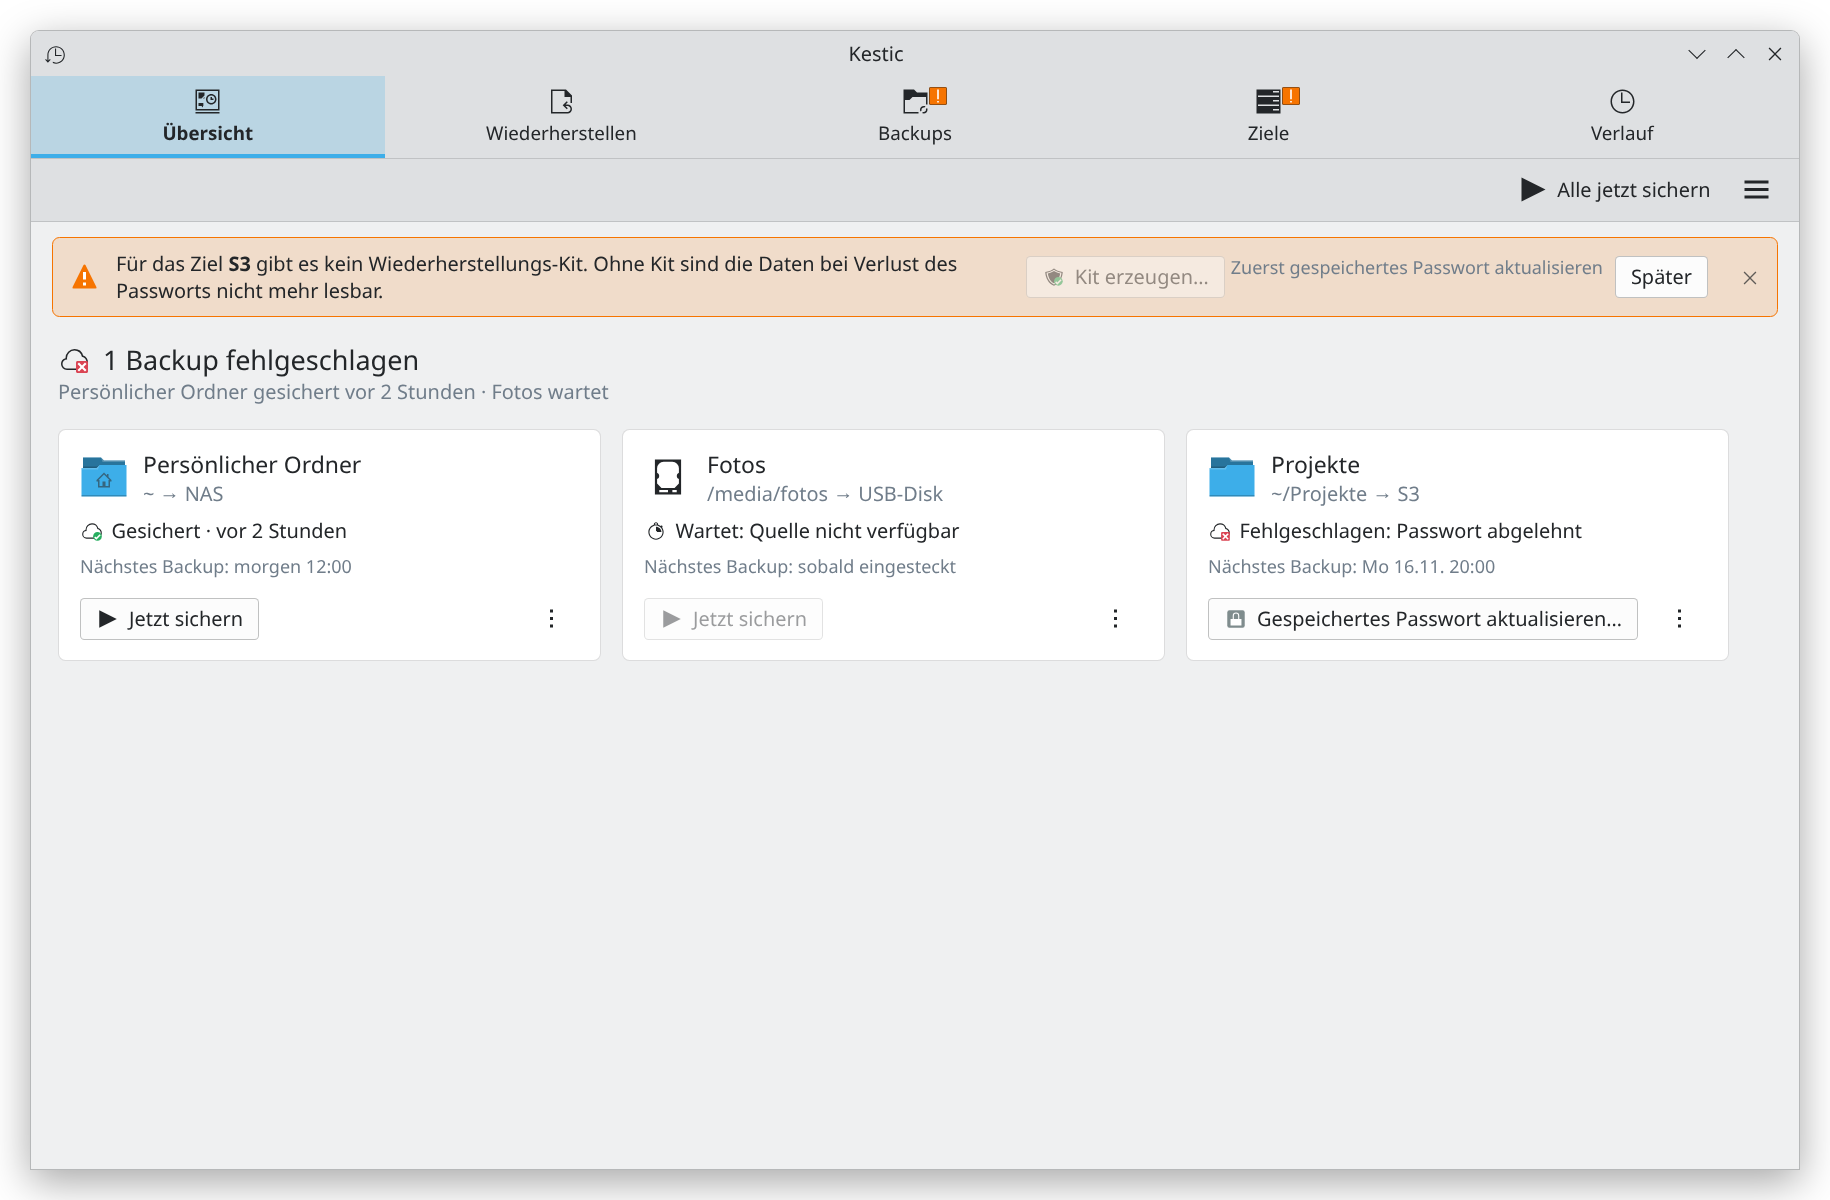 Kestic
Übersicht
Wiederherstellen
Backups
Ziele
Verlauf
Alle jetzt sichern
Für das Ziel S3 gibt es kein Wiederherstellungs-Kit. Ohne Kit sind die Daten bei Verlust des
Passworts nicht mehr lesbar.
Kit erzeugen...
Zuerst gespeichertes Passwort aktualisieren
Später
1 Backup fehlgeschlagen
Persönlicher Ordner gesichert vor 2 Stunden · Fotos wartet
Persönlicher Ordner
~ → NAS
Gesichert · vor 2 Stunden
Nächstes Backup: morgen 12:00
Jetzt sichern
Fotos
/media/fotos → USB-Disk
Wartet: Quelle nicht verfügbar
Nächstes Backup: sobald eingesteckt
Jetzt sichern
Projekte
~/Projekte → S3
Fehlgeschlagen: Passwort abgelehnt
Nächstes Backup: Mo 16.11. 20:00
Gespeichertes Passwort aktualisieren...